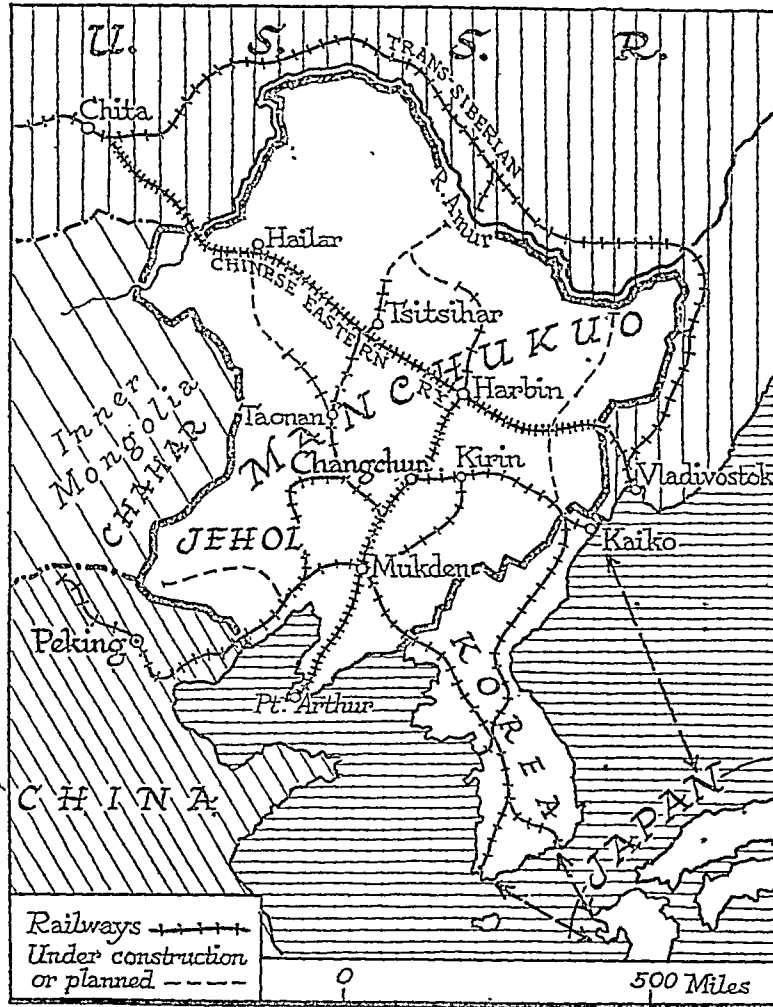 U. S. S. R.
TRANS-SIBERIAN
Chita
R. Amur
Hailar
CHINESE EASTERN RY.
Tsitsihar
MANCHUKUO
Harbin
Inner
Mongolia
CHAHAR
Taonan
Changchun
Kirin
Vladivostok
JEHOL
Kaiko
Mukden
Peking
Pt. Arthur
KOREA
CHINA
JAPAN
Railways
Under construction
or planned
0 500 Miles